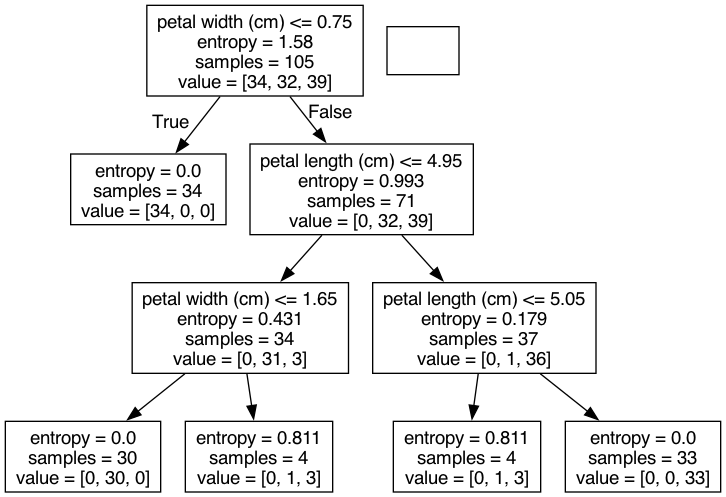 petal width (cm) <= 0.75
entropy = 1.58
samples = 105
value = [34, 32, 39]
True
False
entropy = 0.0
samples = 34
value = [34, 0, 0]
petal length (cm) <= 4.95
entropy = 0.993
samples = 71
value = [0, 32, 39]
petal width (cm) <= 1.65
entropy = 0.431
samples = 34
value = [0, 31, 3]
petal length (cm) <= 5.05
entropy = 0.179
samples = 37
value = [0, 1, 36]
entropy = 0.0
samples = 30
value = [0, 30, 0]
entropy = 0.811
samples = 4
value = [0, 1, 3]
entropy = 0.811
samples = 4
value = [0, 1, 3]
entropy = 0.0
samples = 33
value = [0, 0, 33]